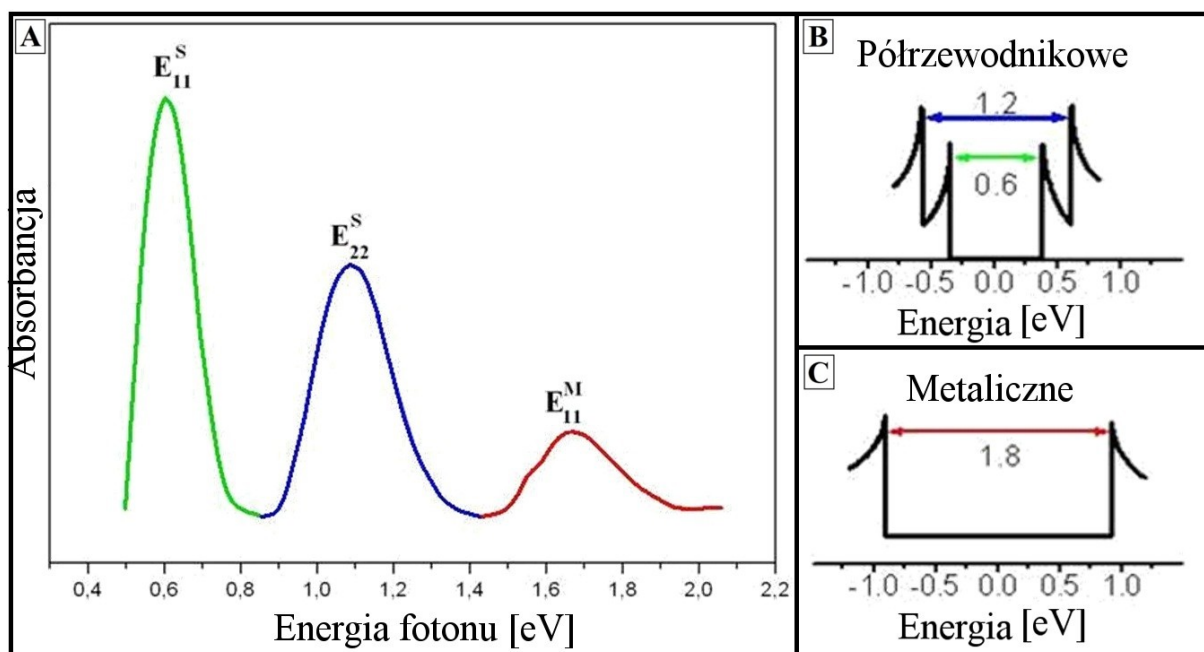 A
E₁₁ˢ
E₂₂ˢ
E₁₁ᴹ
Absorbancja
0,4 0,6 0,8 1,0 1,2 1,4 1,6 1,8 2,0 2,2
Energia fotonu [eV]
B
Półrzewodnikowe
1.2
0.6
-1.0 -0.5 0.0 0.5 1.0
Energia [eV]
C
Metaliczne
1.8
-1.0 -0.5 0.0 0.5 1.0
Energia [eV]